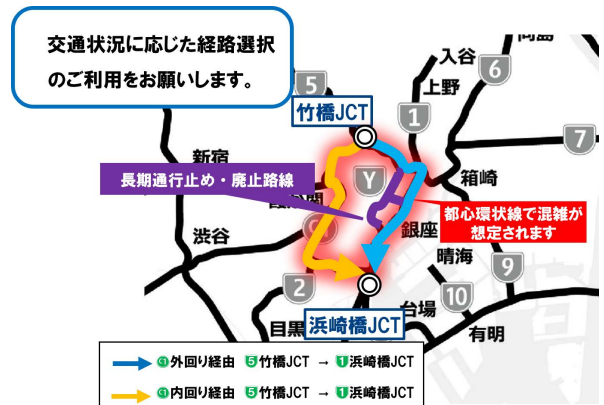 交通状況に応じた経路選択
のご利用をお願いします。
向島
入谷
6
5
上野
竹橋JCT
1
7
新宿
Y
箱崎
長期通行止め・廃止路線
都心環状線で混雑が
想定されます
C1
銀座
渋谷
晴海
9
2
10
台場
目黒
有明
浜崎橋JCT
C1 外回り経由 5 竹橋JCT → 1 浜崎橋JCT
C1 内回り経由 5 竹橋JCT → 1 浜崎橋JCT